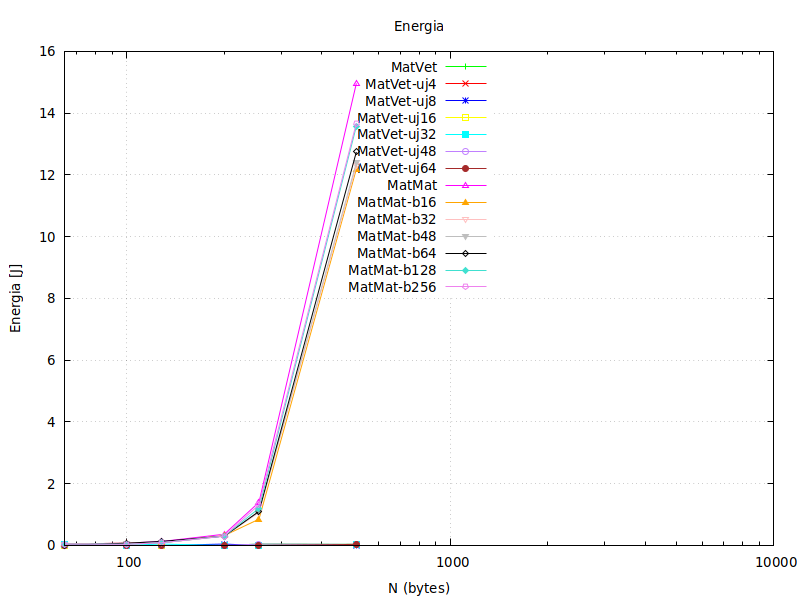 Energia
16
14
12
10
8
6
4
2
0
Energia [J]
MatVet
MatVet-uj4
MatVet-uj8
MatVet-uj16
MatVet-uj32
MatVet-uj48
MatVet-uj64
MatMat
MatMat-b16
MatMat-b32
MatMat-b48
MatMat-b64
MatMat-b128
MatMat-b256
100
1000
10000
N (bytes)